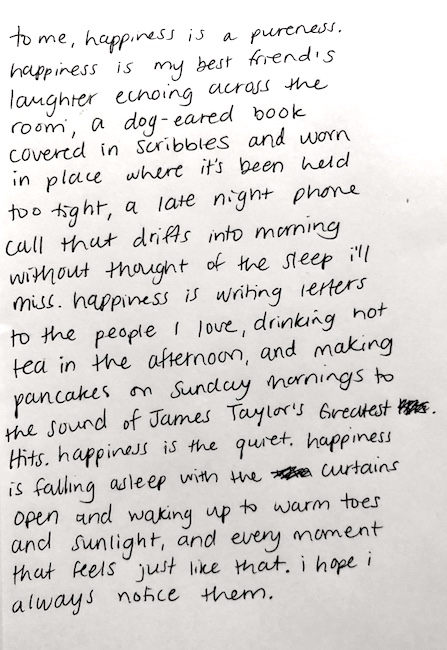 to me, happiness is a pureness.
happiness is my best friend's
laughter echoing across the
room, a dog-eared book
covered in scribbles and worn
in place where it's been held
too tight, a late night phone
call that drifts into morning
without thought of the sleep i'll
miss. happiness is writing letters
to the people I love, drinking hot
tea in the afternoon, and making
pancakes on Sunday mornings to
the sound of James Taylor's Greatest .
Hits. happiness is the quiet. happiness
is falling asleep with the curtains
open and waking up to warm toes
and sunlight, and every moment
that feels just like that. i hope i
always notice them.